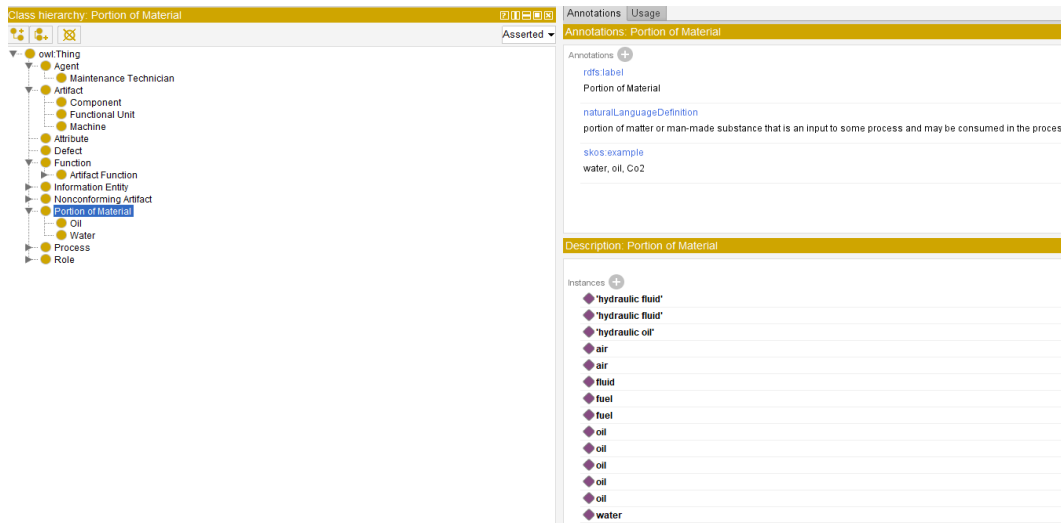 Class hierarchy: Portion of Material
Asserted
owl:Thing
Agent
Maintenance Technician
Artifact
Component
Functional Unit
Machine
Attribute
Defect
Function
Artifact Function
Information Entity
Nonconforming Artifact
Portion of Material
Oil
Water
Process
Role
Annotations Usage
Annotations: Portion of Material
Annotations
rdfs:label
Portion of Material
naturalLanguageDefinition
portion of matter or man-made substance that is an input to some process and may be consumed in the proces
skos:example
water, oil, Co2
Description: Portion of Material
Instances
'hydraulic fluid'
'hydraulic fluid'
'hydraulic oil'
air
air
fluid
fuel
fuel
oil
oil
oil
oil
oil
water